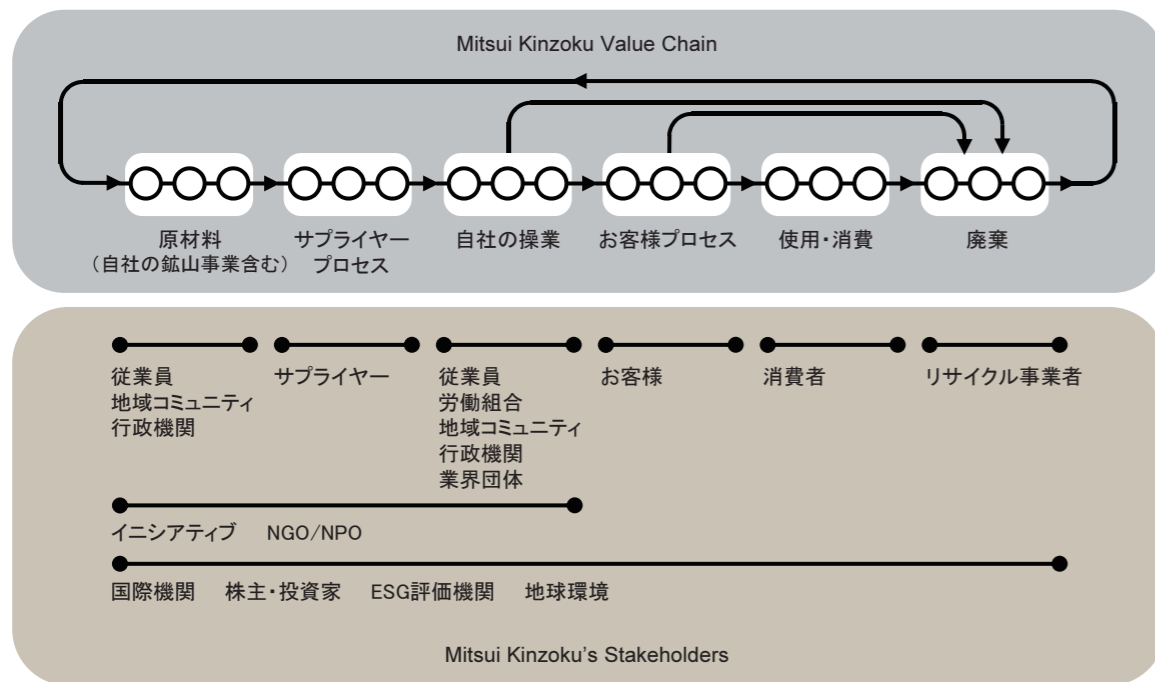 Mitsui Kinzoku Value Chain
原材料
（自社の鉱山事業含む）
サプライヤー
プロセス
自社の操業
お客様プロセス
使用・消費
廃棄
従業員
地域コミュニティ
行政機関
サプライヤー
従業員
労働組合
地域コミュニティ
行政機関
業界団体
お客様
消費者
リサイクル事業者
イニシアティブ NGO/NPO
国際機関 株主・投資家 ESG評価機関 地球環境
Mitsui Kinzoku's Stakeholders